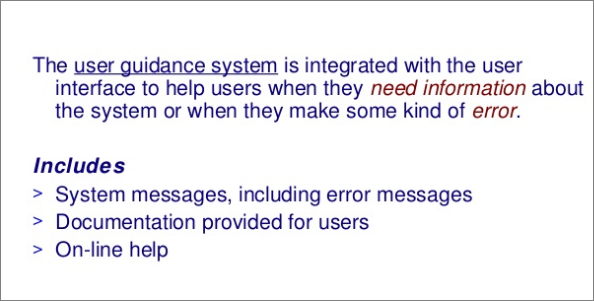 The user guidance system is integrated with the user
interface to help users when they need information about
the system or when they make some kind of error.
Includes
> System messages, including error messages
> Documentation provided for users
> On-line help